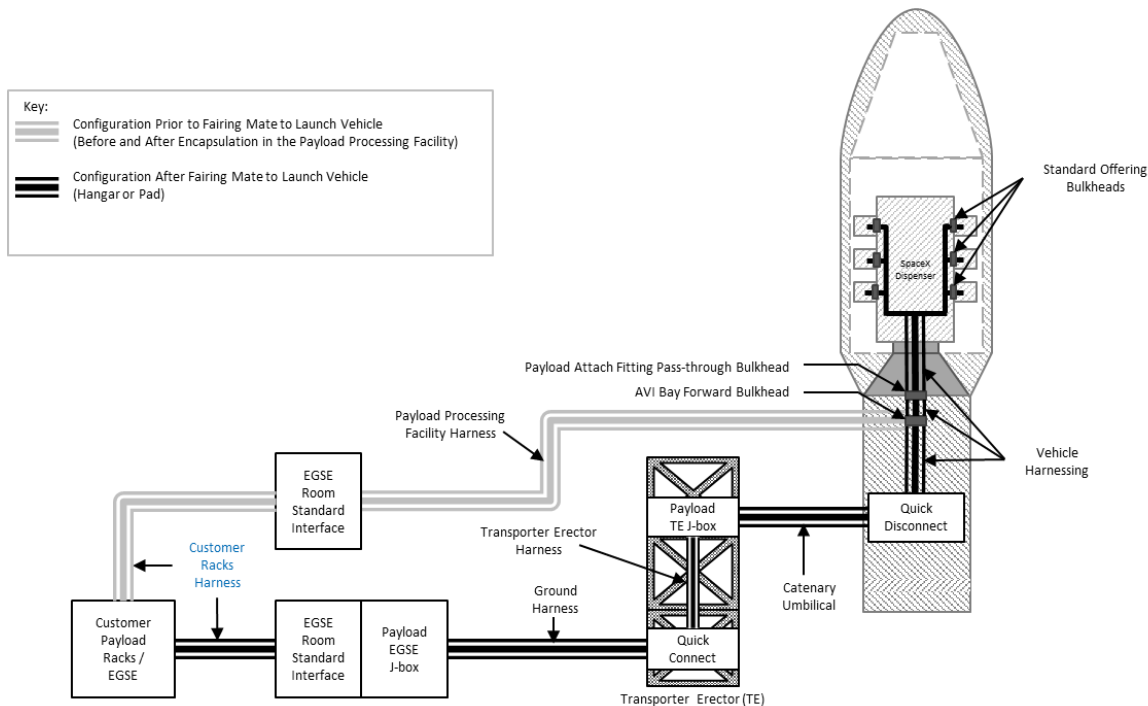 Key:
Configuration Prior to Fairing Mate to Launch Vehicle
(Before and After Encapsulation in the Payload Processing Facility)
Configuration After Fairing Mate to Launch Vehicle
(Hangar or Pad)
Standard Offering
Bulkheads
SpaceX
Dispenser
Payload Attach Fitting Pass-through Bulkhead
AVI Bay Forward Bulkhead
Payload Processing
Facility Harness
Vehicle
Harnessing
EGSE
Room
Standard
Interface
Payload
TE J-box
Quick
Disconnect
Transporter Erector
Harness
Customer
Racks
Harness
Catenary
Umbilical
Ground
Harness
Customer
Payload
Racks /
EGSE
EGSE
Room
Standard
Interface
Payload
EGSE
J-box
Quick
Connect
Transporter Erector (TE)